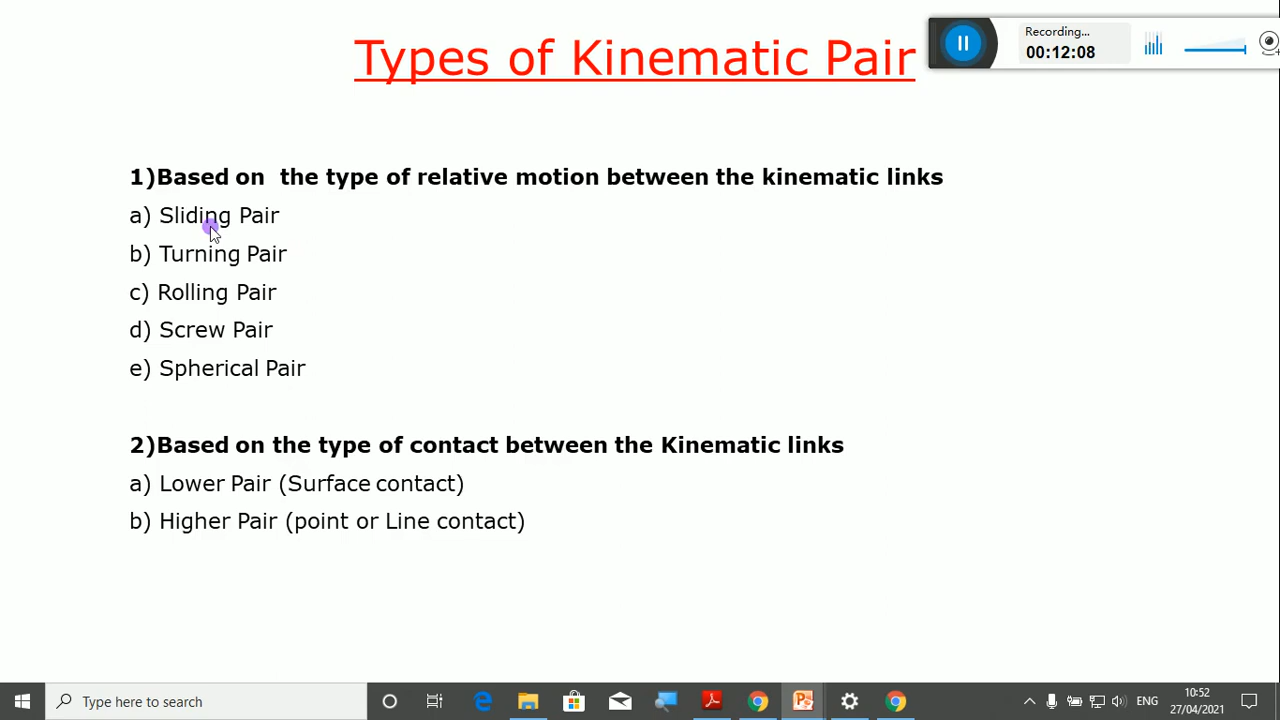 Types of Kinematic Pair
Recording...
00:12:08
1)Based on  the type of relative motion between the kinematic links
a) Sliding Pair
b) Turning Pair
c) Rolling Pair
d) Screw Pair
e) Spherical Pair
2)Based on the type of contact between the Kinematic links
a) Lower Pair (Surface contact)
b) Higher Pair (point or Line contact)
Type here to search
ENG
10:52
27/04/2021